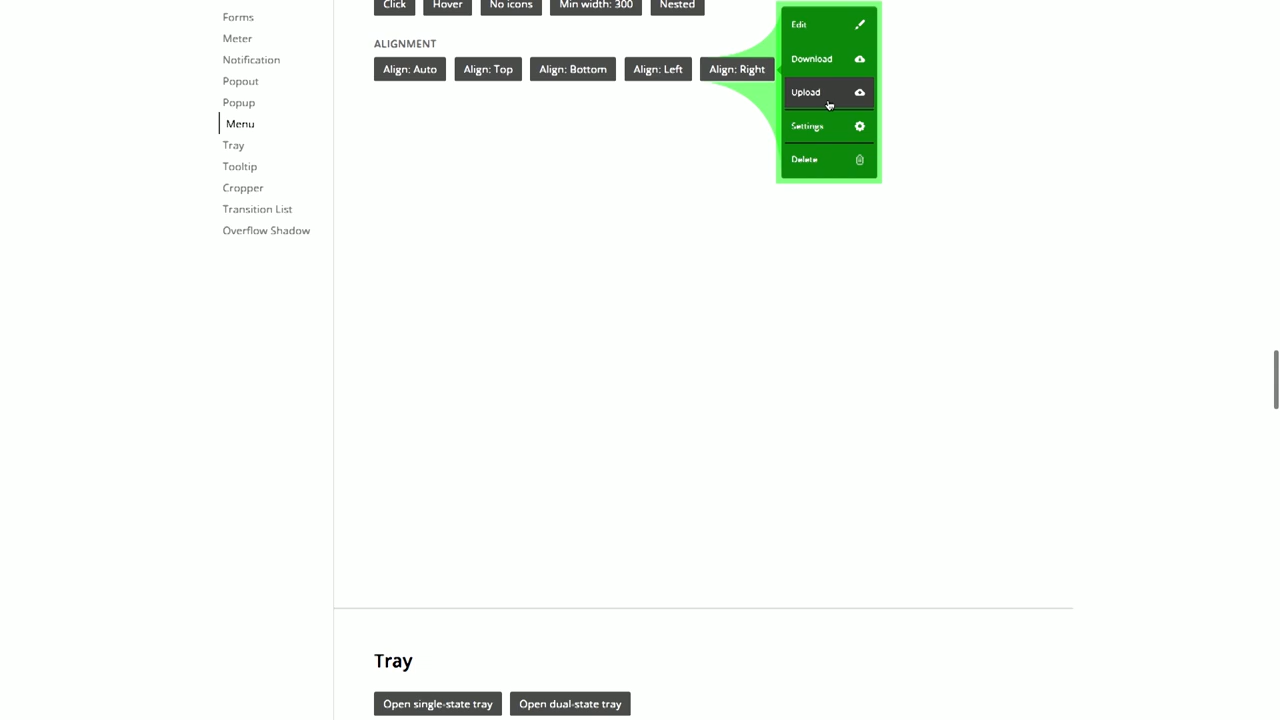 Forms
Meter
Notification
Popout
Popup
Menu
Tray
Tooltip
Cropper
Transition List
Overflow Shadow
Click Hover No icons Min width: 300 Nested
ALIGNMENT
Align: Auto Align: Top Align: Bottom Align: Left Align: Right
Edit
Download
Upload
Settings
Delete
Tray
Open single-state tray Open dual-state tray